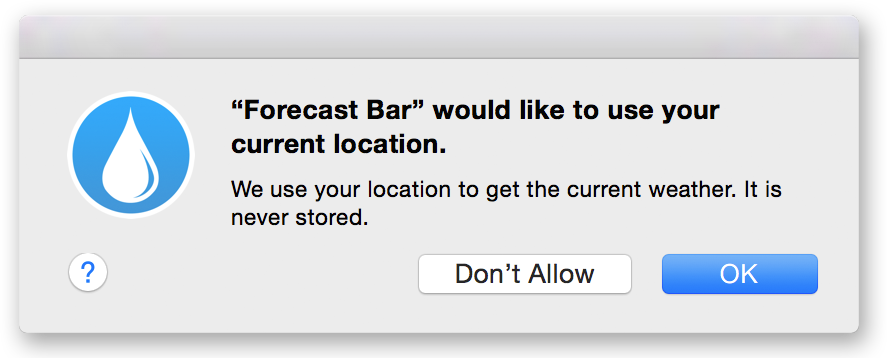 “Forecast Bar” would like to use your
current location.
We use your location to get the current weather. It is
never stored.
?
Don’t Allow
OK